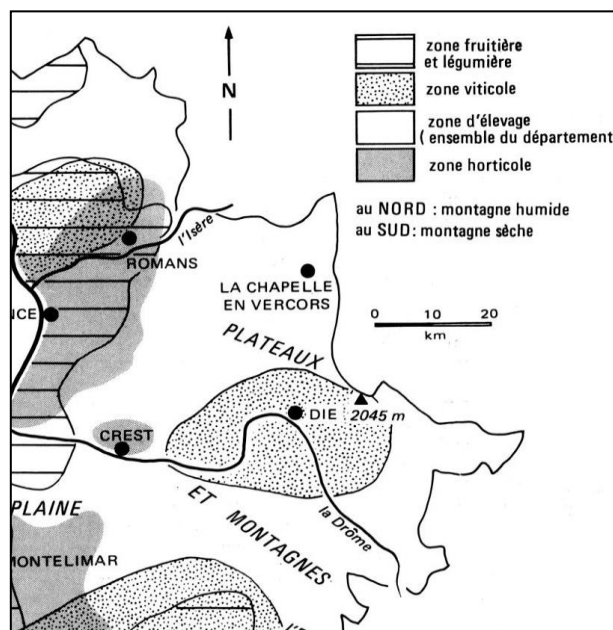 zone fruitière
et légumière
zone viticole
zone d'élevage
(ensemble du département
zone horticole
N
au NORD : montagne humide
au SUD: montagne sèche
l'Isère
ROMANS
LA CHAPELLE
EN VERCORS
0 10 20
km
NCE
PLATEAUX
DIE
2045 m
CREST
ET MONTAGNES
la Drôme
PLAINE
MONTELIMAR